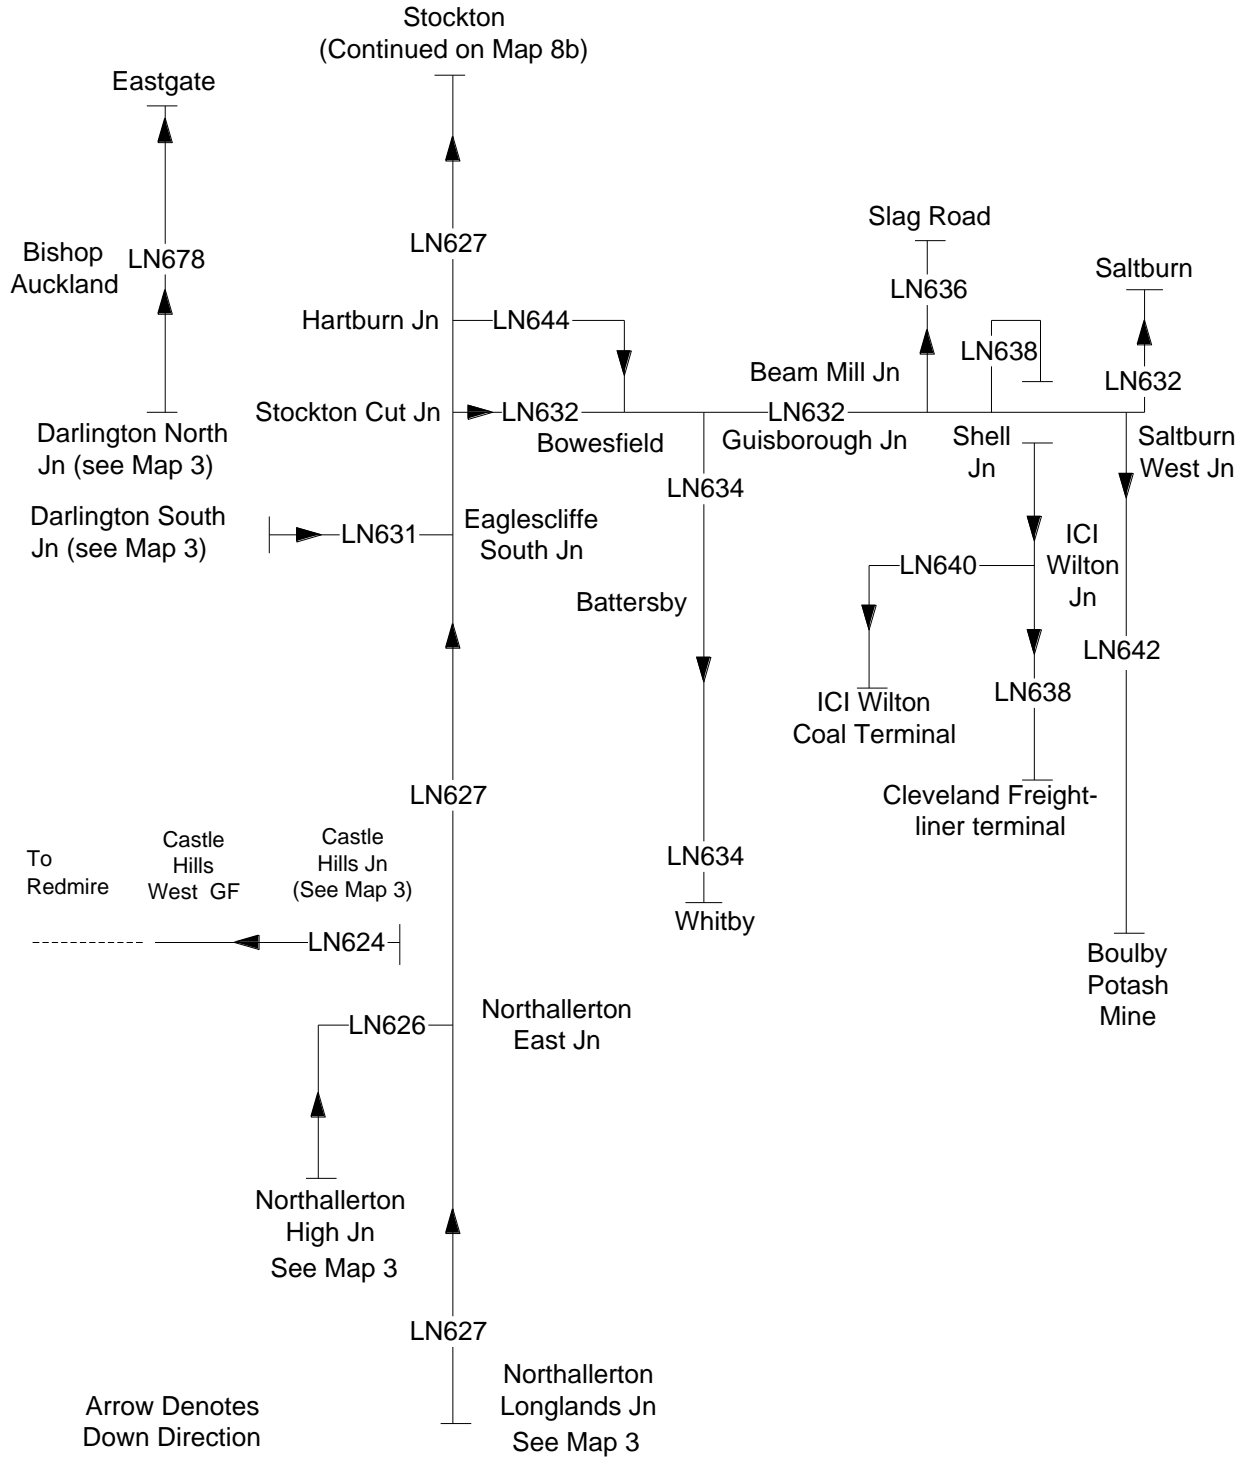 Stockton
(Continued on Map 8b)
Eastgate
Slag Road
LN627
Bishop
Auckland
LN678
Saltburn
LN636
Hartburn Jn
LN644
LN638
Beam Mill Jn
LN632
Stockton Cut Jn
LN632
LN632
Bowesfield
Guisborough Jn
Shell
Jn
Saltburn
West Jn
Darlington North
Jn (see Map 3)
LN634
Darlington South
Jn (see Map 3)
LN631
Eaglescliffe
South Jn
ICI
Wilton
Jn
LN640
Battersby
LN642
LN638
ICI Wilton
Coal Terminal
LN627
Cleveland Freight-
liner terminal
To
Redmire
Castle
Hills
West GF
Castle
Hills Jn
(See Map 3)
LN634
Whitby
LN624
Boulby
Potash
Mine
LN626
Northallerton
East Jn
Northallerton
High Jn
See Map 3
LN627
Northallerton
Longlands Jn
See Map 3
Arrow Denotes
Down Direction